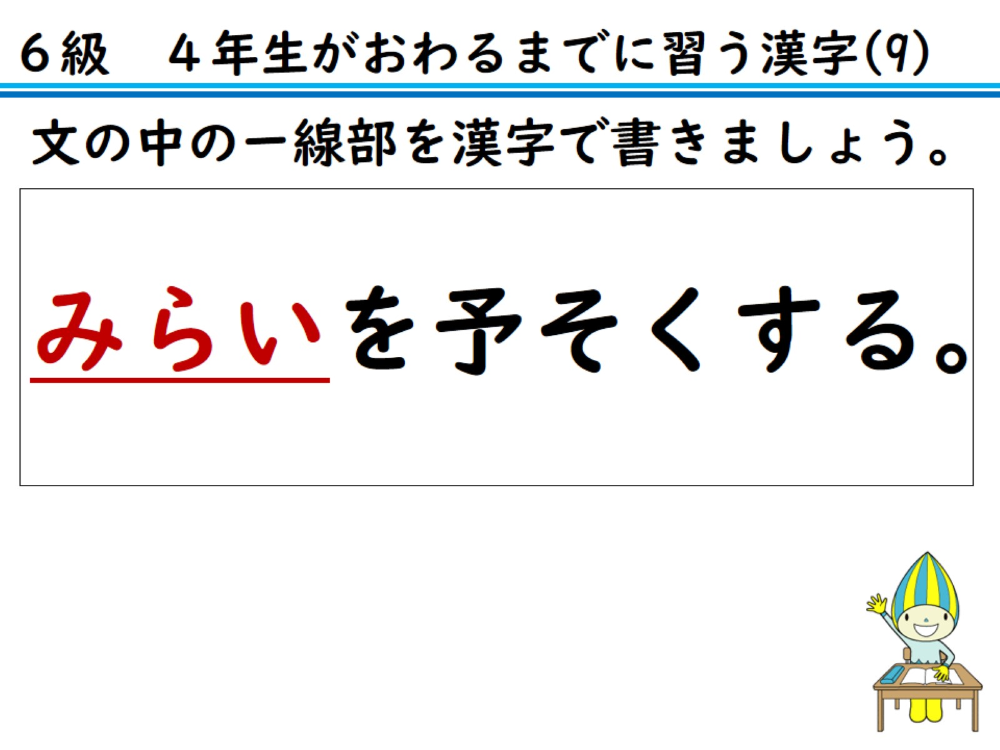 ６級　４年生がおわるまでに習う漢字(9)
文の中の一線部を漢字で書きましょう。
みらいを予そくする。